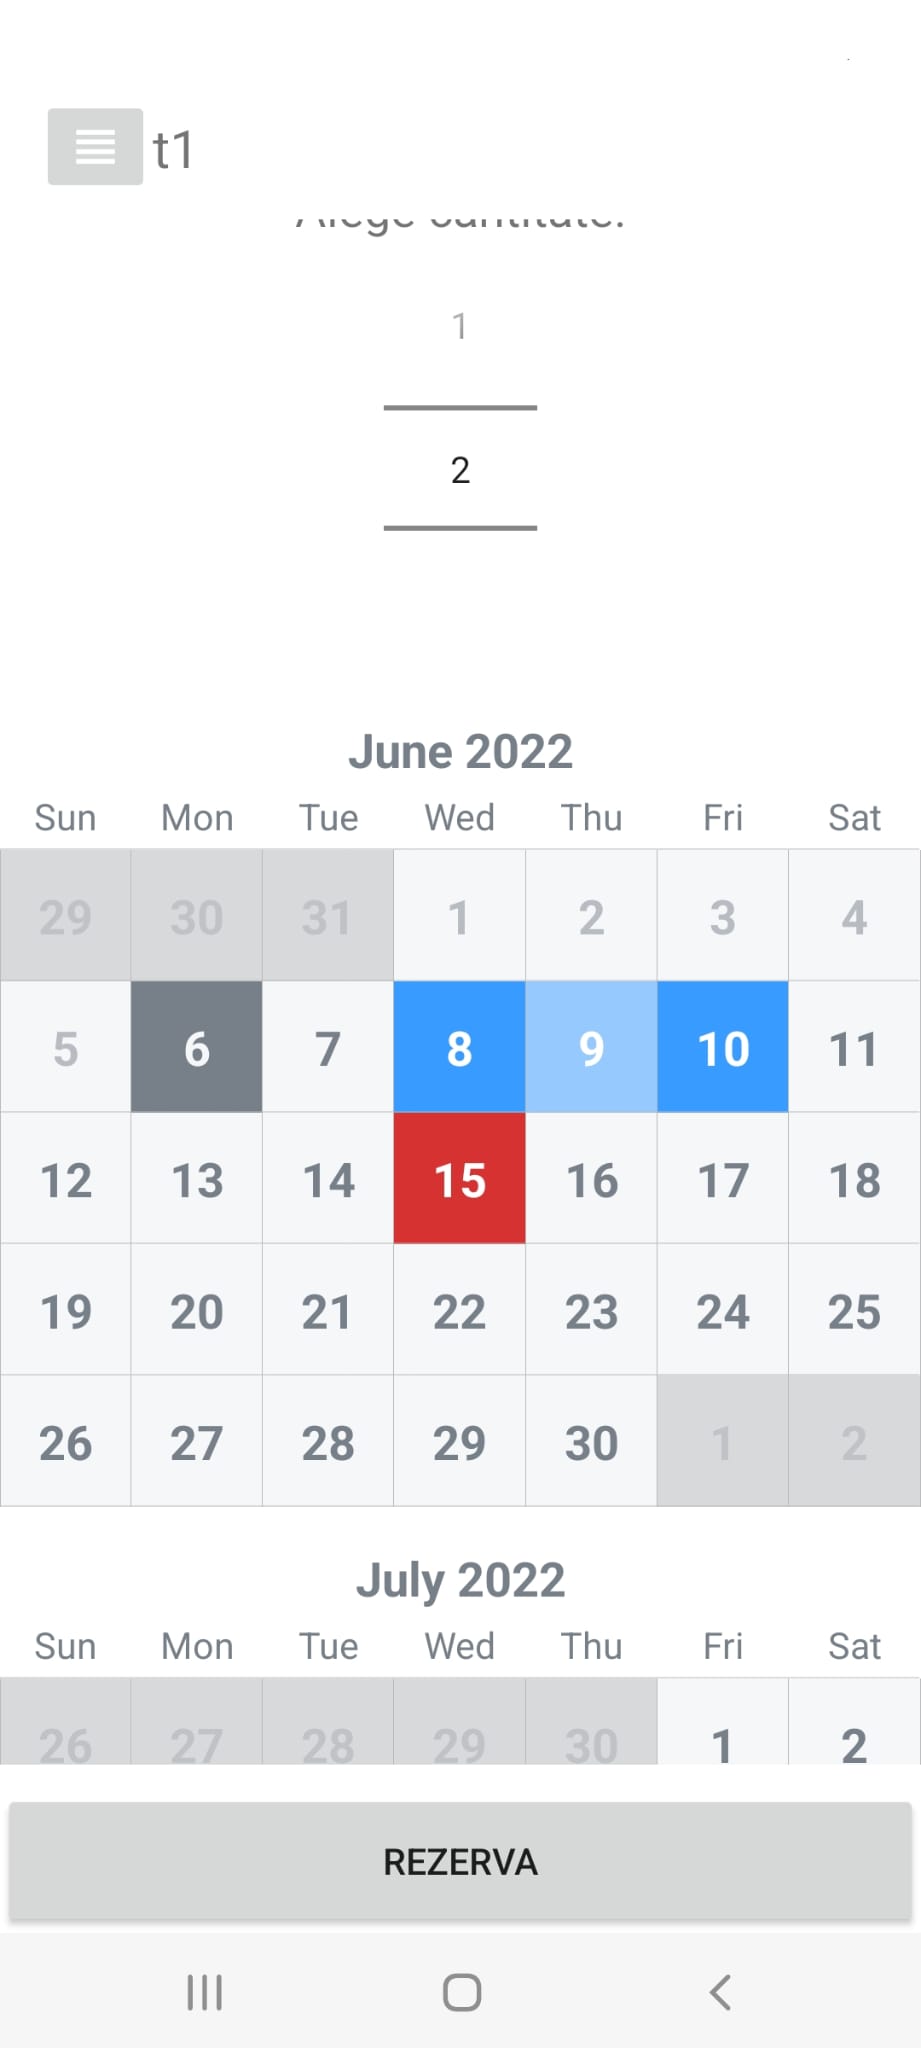 t1
Alege cantitate:
1
2
June 2022
Sun Mon Tue Wed Thu Fri Sat
29 30 31 1 2 3 4
5 6 7 8 9 10 11
12 13 14 15 16 17 18
19 20 21 22 23 24 25
26 27 28 29 30 1 2
July 2022
Sun Mon Tue Wed Thu Fri Sat
26 27 28 29 30 1 2
REZERVA